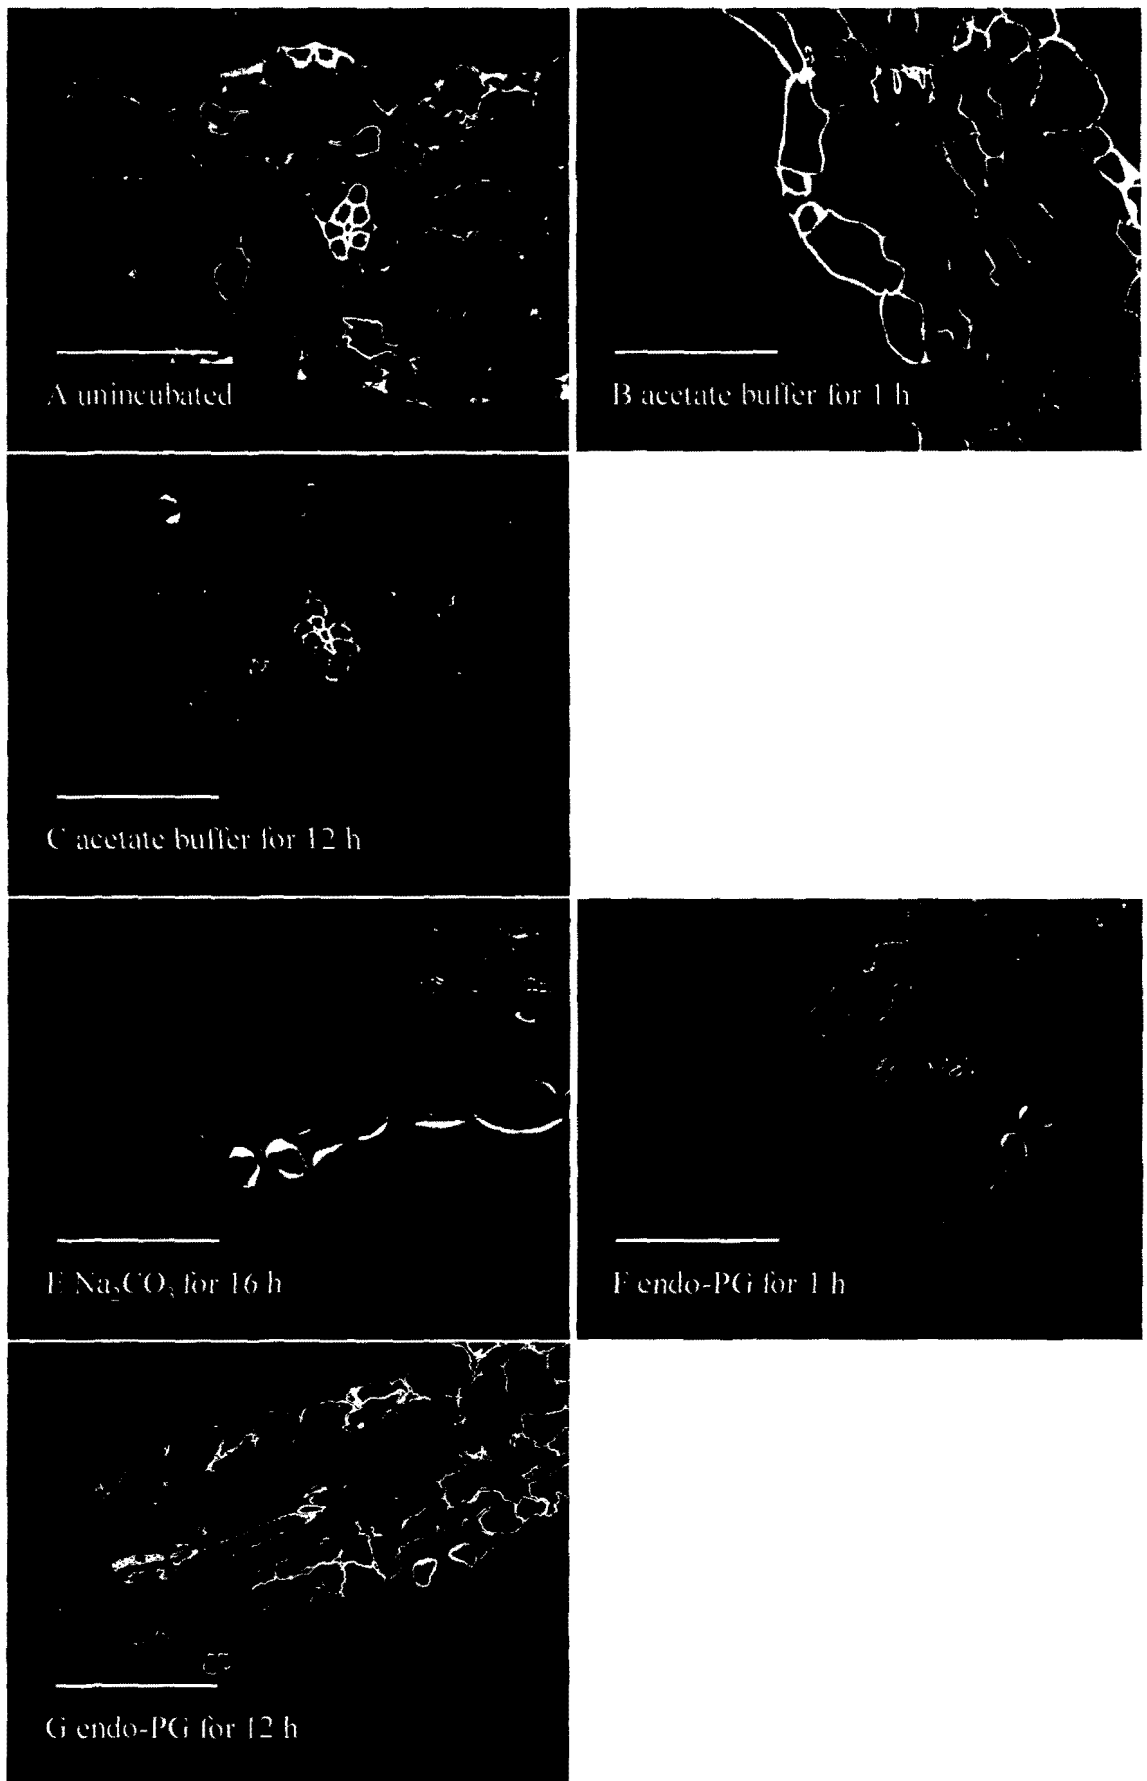 A unincubated
B acetate buffer for 1 h
C acetate buffer for 12 h
E Na₂CO₃ for 16 h
F endo-PG for 1 h
G endo-PG for 12 h